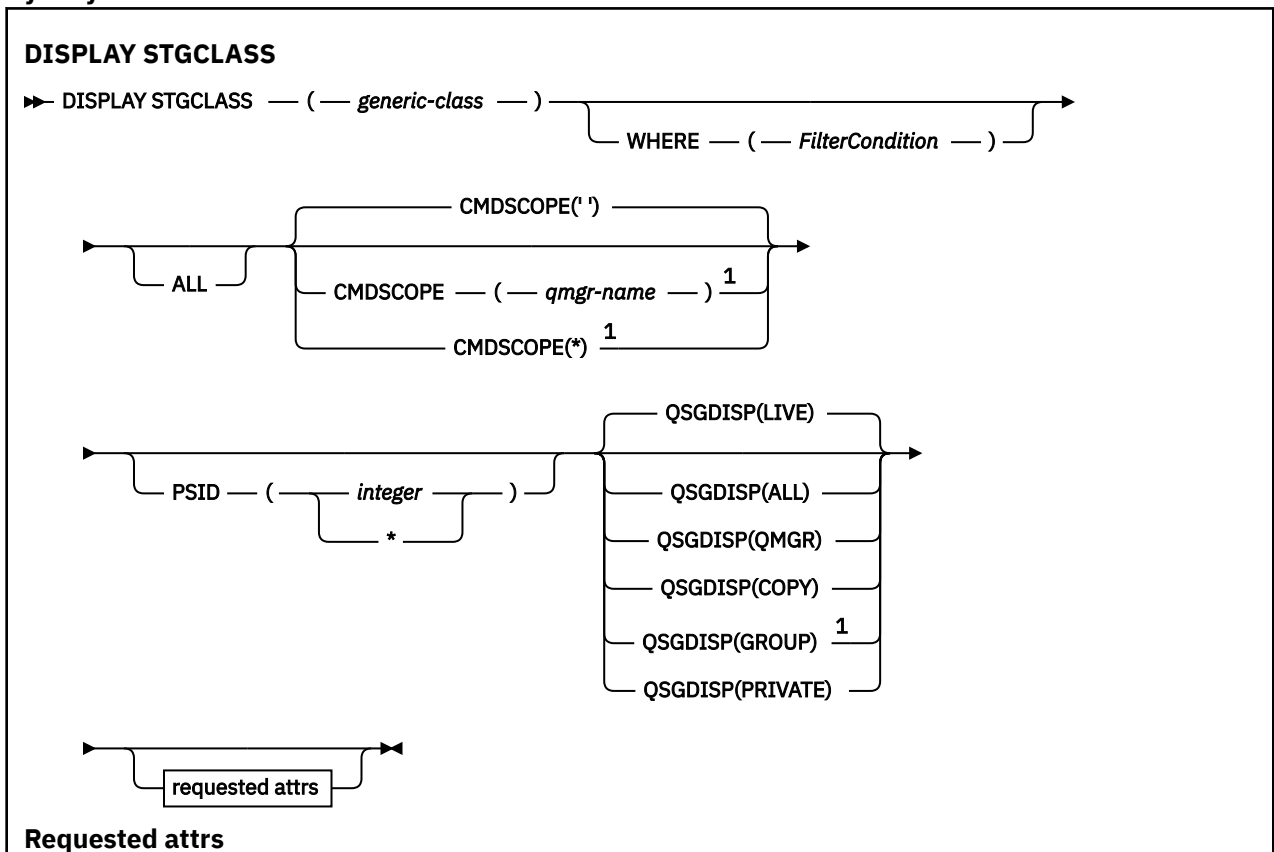 DISPLAY STGCLASS
DISPLAY STGCLASS ( generic-class )
WHERE ( FilterCondition )
CMDSCOPE(' ')
ALL
CMDSCOPE ( qmgr-name ) 1
CMDSCOPE(*) 1
QSGDISP(LIVE)
PSID ( integer )
*
QSGDISP(ALL)
QSGDISP(QMGR)
QSGDISP(COPY)
QSGDISP(GROUP) 1
QSGDISP(PRIVATE)
requested attrs
Requested attrs